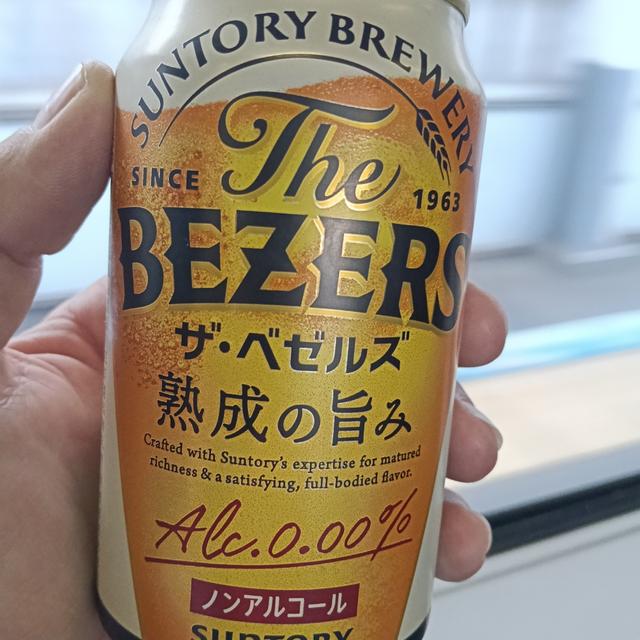 SUNTORY BREWERY
The
SINCE 1963
BEZERS
ザ・ベゼルズ
熟成の旨み
Crafted with Suntory's expertise for matured
richness & a satisfying, full-bodied flavor.
Alc.0.00%
ノンアルコール
SUNTORY